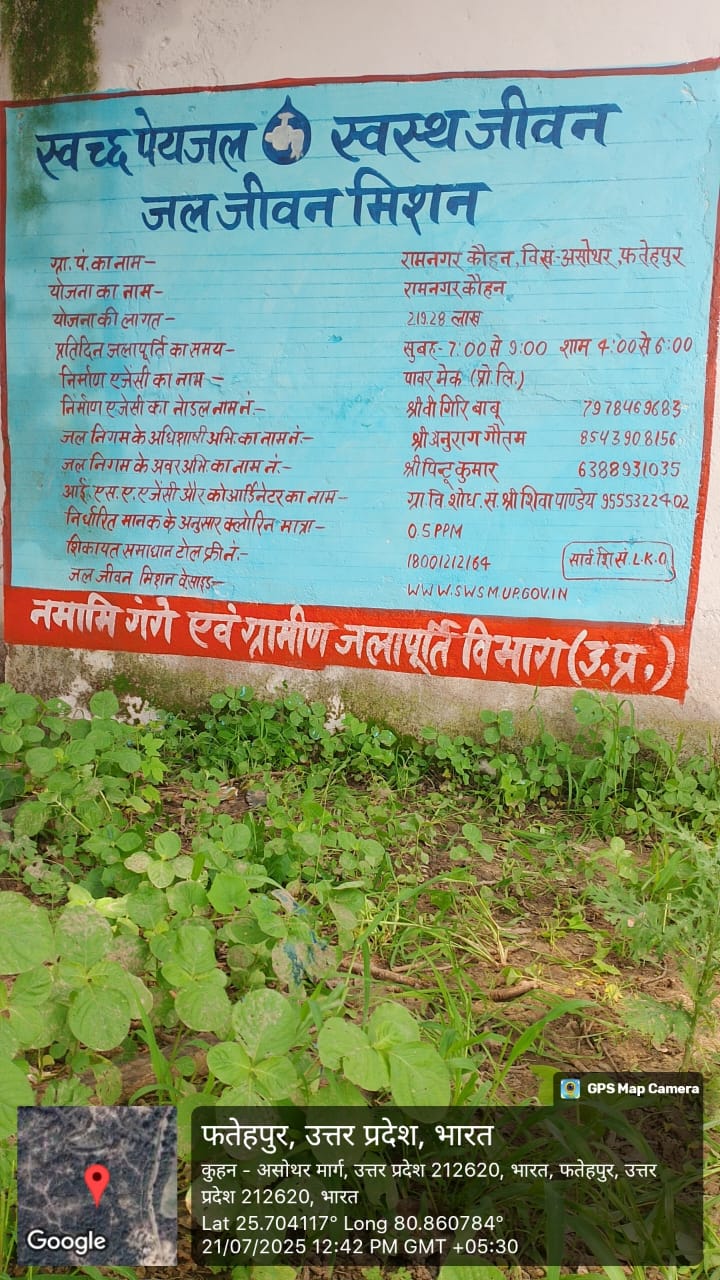 स्वच्छ पेयजल स्वस्थ जीवन
जल जीवन मिशन
ग्रा. पं. का नाम- रामनगर कौहन, वि.खं.-असोथर, फतेहपुर
योजना का नाम- रामनगर कौहन
योजना की लागत- 219.28 लाख
प्रतिदिन जलापूर्ति का समय- सुबह- 7:00 से 9:00 शाम 4:00 से 6:00
निर्माण एजेंसी का नाम- पावर मेक (प्रो.लि.)
निर्माण एजेंसी का नोडल नाम नं:- श्री वी गिरि बाबू 7978469683
जल निगम के अधिशाषी अभि. का नाम नं:- श्री अनुराग गौतम 8543908156
जल निगम के अवर अभि. का नाम नं:- श्री पिन्टू कुमार 6388931035
आई. एस. ए. एजेंसी और कोआर्डिनेटर का नाम- ग्रा. वि. शोध. सं. श्री शिवा पाण्डेय 9555322402
निर्धारित मानक के अनुसार क्लोरिन मात्रा- 0.5 PPM
शिकायत समाधान टोल फ्री नं:- 18001212164 सार्व शि सं. L.K.O
जल जीवन मिशन वेसाइड- WWW.SWSMUP.GOV.IN
नमामि गंगे एवं ग्रामीण जलापूर्ति विभाग (उ.प्र.)
GPS Map Camera
फतेहपुर, उत्तर प्रदेश, भारत
कुहन - असोथर मार्ग, उत्तर प्रदेश 212620, भारत, फतेहपुर, उत्तर
प्रदेश 212620, भारत
Lat 25.704117° Long 80.860784°
21/07/2025 12:42 PM GMT +05:30
Google